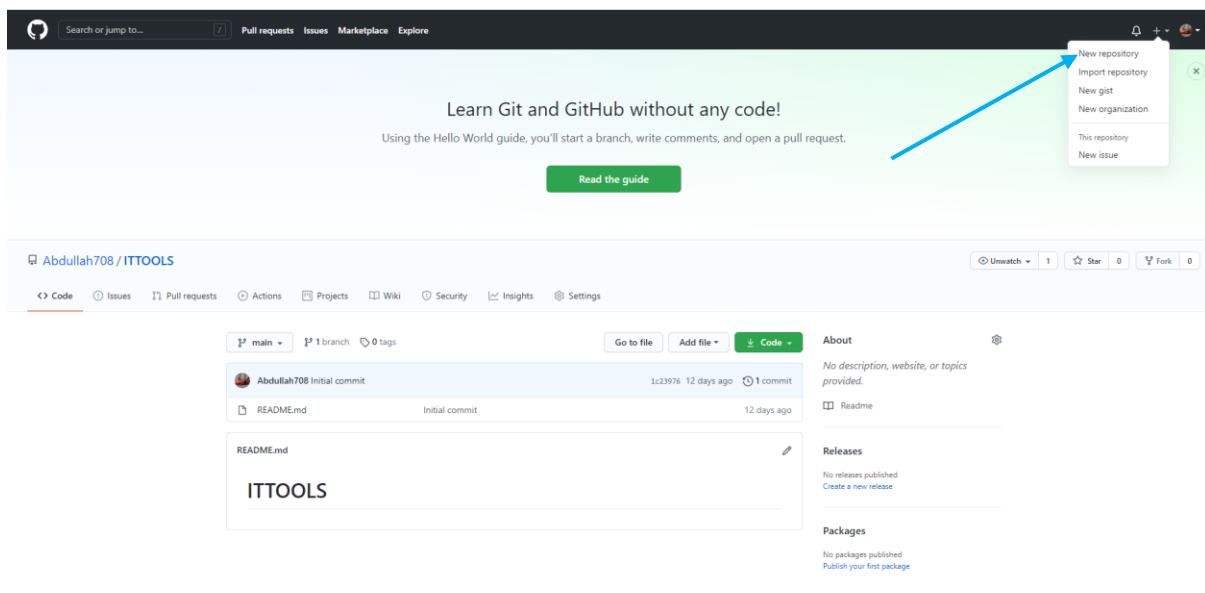 Search or jump to... /
Pull requests Issues Marketplace Explore
New repository
Import repository
New gist
New organization
This repository
New issue
Learn Git and GitHub without any code!
Using the Hello World guide, you'll start a branch, write comments, and open a pull request.
Read the guide
Abdullah708 / ITTOOLS
Unwatch 1 Star 0 Fork 0
<> Code Issues Pull requests Actions Projects Wiki Security Insights Settings
main 1 branch 0 tags Go to file Add file Code
Abdullah708 Initial commit 1c23976 12 days ago 1 commit
README.md Initial commit 12 days ago
README.md
ITTOOLS
About
No description, website, or topics
provided.
Readme
Releases
No releases published
Create a new release
Packages
No packages published
Publish your first package